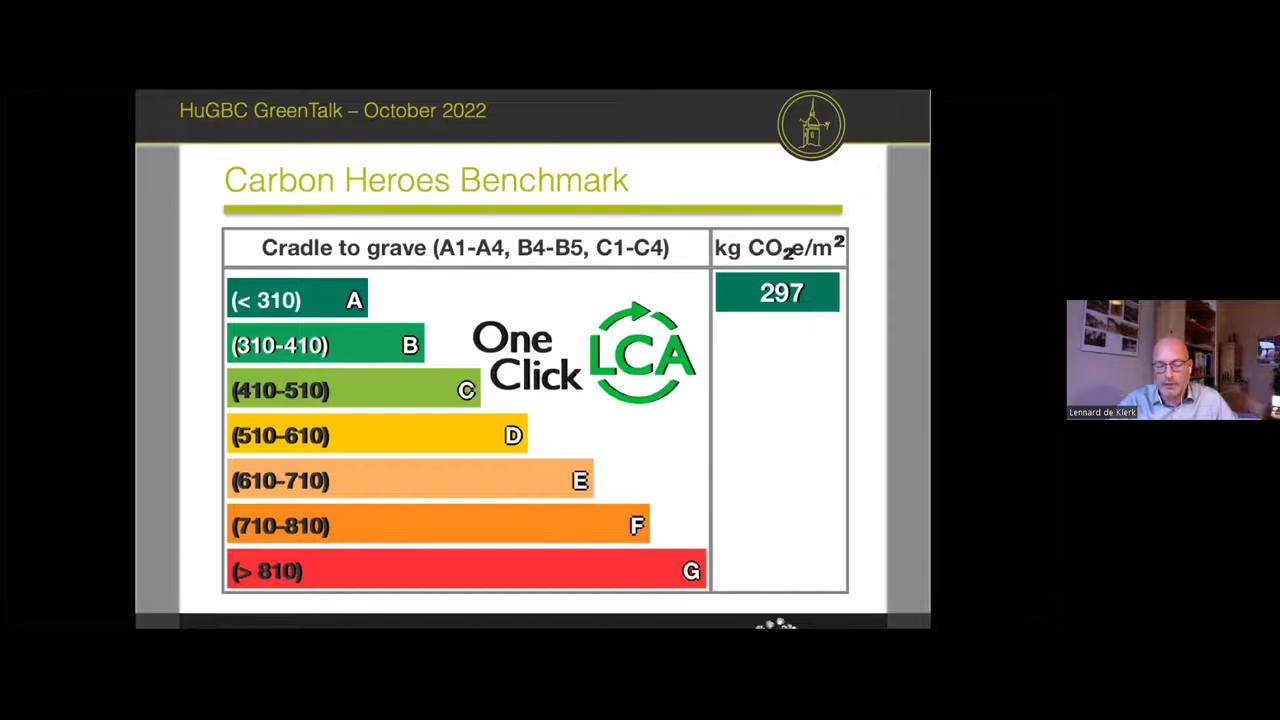 HuGBC GreenTalk – October 2022
Carbon Heroes Benchmark
Cradle to grave (A1-A4, B4-B5, C1-C4)
kg CO2e/m²
(< 310) A
297
(310-410) B
One
Click
LCA
(410-510) C
(510-610) D
(610-710) E
(710-810) F
(> 810) G
Lennard de Klerk